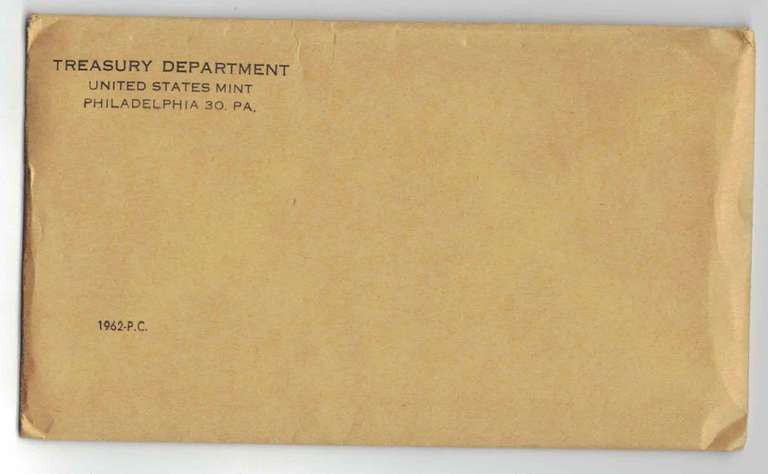 TREASURY DEPARTMENT
UNITED STATES MINT
PHILADELPHIA 30, PA.
1962-P.C.